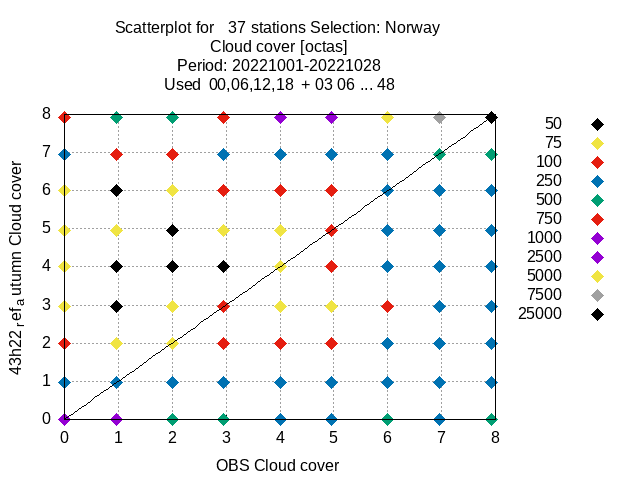 Scatterplot for 37 stations Selection: Norway
Cloud cover [octas]
Period: 20221001-20221028
Used 00,06,12,18 + 03 06 ... 48
8
7
6
5
4
3
2
1
0
0 1 2 3 4 5 6 7 8
43h22refautumn Cloud cover
OBS Cloud cover
50
75
100
250
500
750
1000
2500
5000
7500
25000